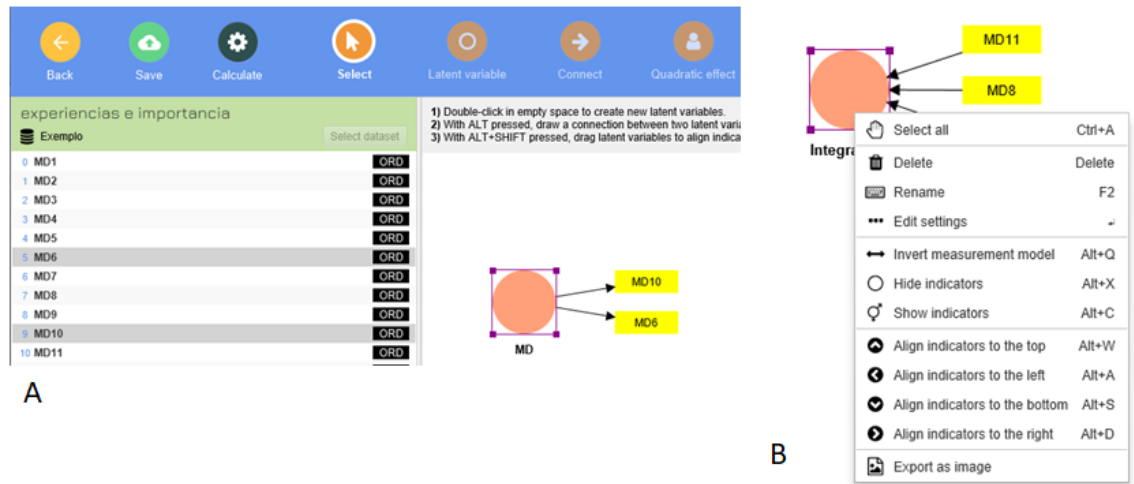 Back
Save
Calculate
Select
Latent variable
Connect
Quadratic effect
experiencias e importancia
Exemplo
Select dataset
1) Double-click in empty space to create new latent variables.
2) With ALT pressed, draw a connection between two latent varia
3) With ALT+SHIFT pressed, drag latent variables to align indica
0 MD1 ORD
1 MD2 ORD
2 MD3 ORD
3 MD4 ORD
4 MD5 ORD
5 MD6 ORD
6 MD7 ORD
7 MD8 ORD
8 MD9 ORD
9 MD10 ORD
10 MD11 ORD
MD10
MD6
MD
A
MD11
MD8
Integra
Select all Ctrl+A
Delete Delete
Rename F2
Edit settings
Invert measurement model Alt+Q
Hide indicators Alt+X
Show indicators Alt+C
Align indicators to the top Alt+W
Align indicators to the left Alt+A
Align indicators to the bottom Alt+S
Align indicators to the right Alt+D
Export as image
B